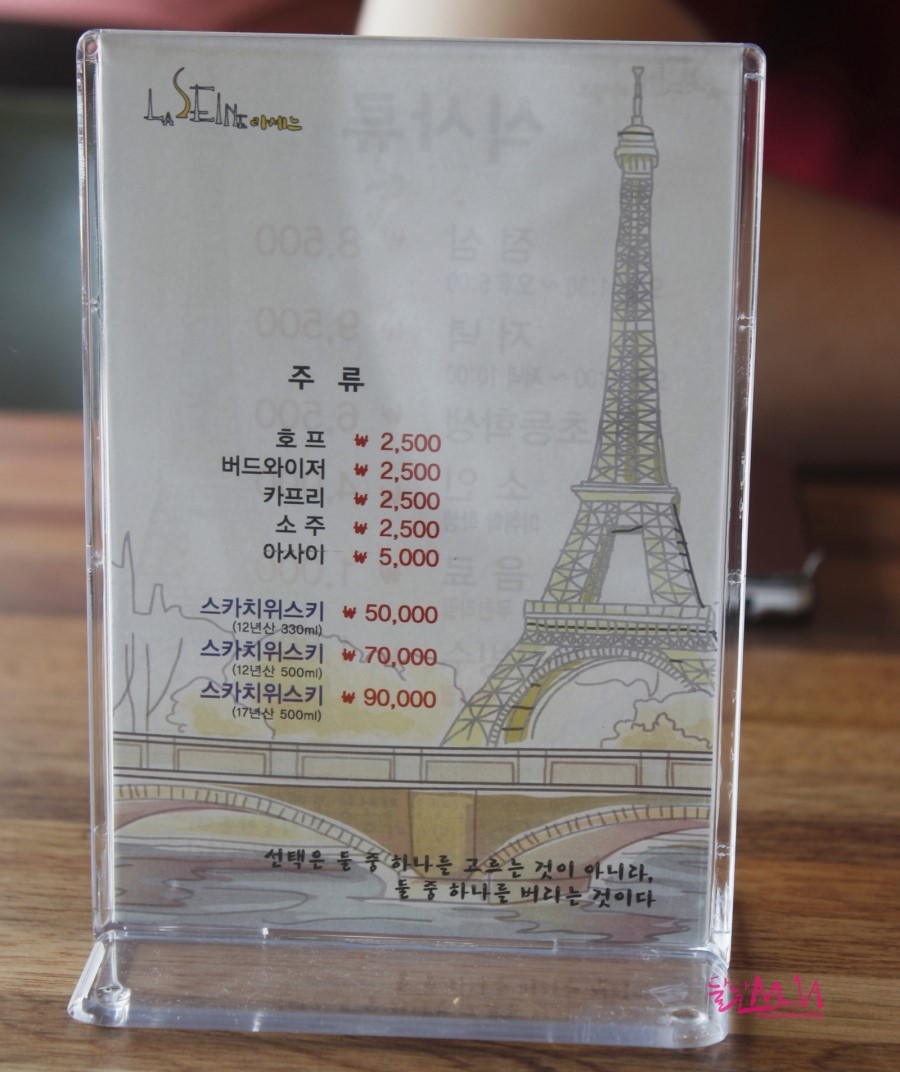 LA SEINE 라세느
주 류
호 프 ₩ 2,500
버드와이저 ₩ 2,500
카프리 ₩ 2,500
소 주 ₩ 2,500
아사이 ₩ 5,000
스카치위스키 ₩ 50,000
(12년산 330ml)
스카치위스키 ₩ 70,000
(12년산 500ml)
스카치위스키 ₩ 90,000
(17년산 500ml)
선택은 둘 중 하나를 고르는 것이 아니라,
둘 중 하나를 버리는 것이다